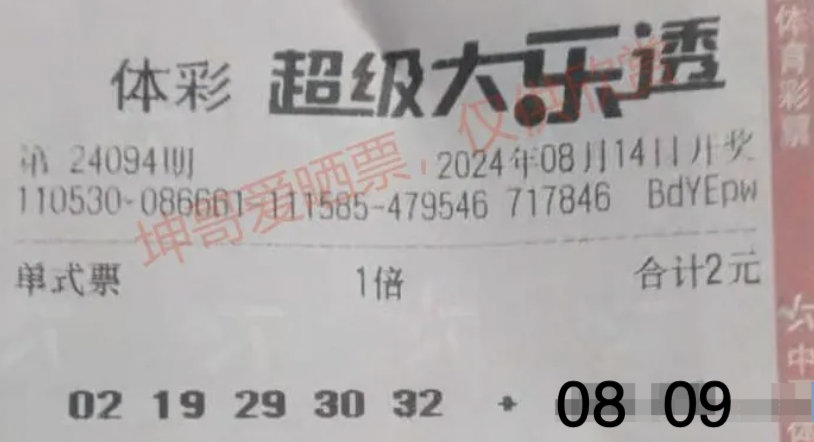 体彩 超级大乐透
第 24094期 2024年08月14日开奖
110530-086661-111585-479546 717846 BdYEpw
坤哥爱晒票，仅供欣赏
单式票 1倍 合计2元
02 19 29 30 32 + 08 09
体育彩票
中